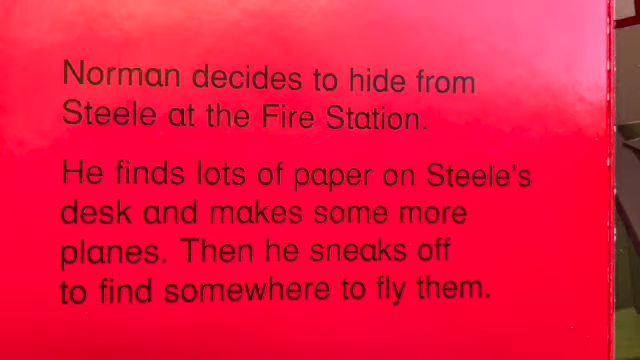 Norman decides to hide from
Steele at the Fire Station.
He finds lots of paper on Steele's
desk and makes some more
planes. Then he sneaks off
to find somewhere to fly them.